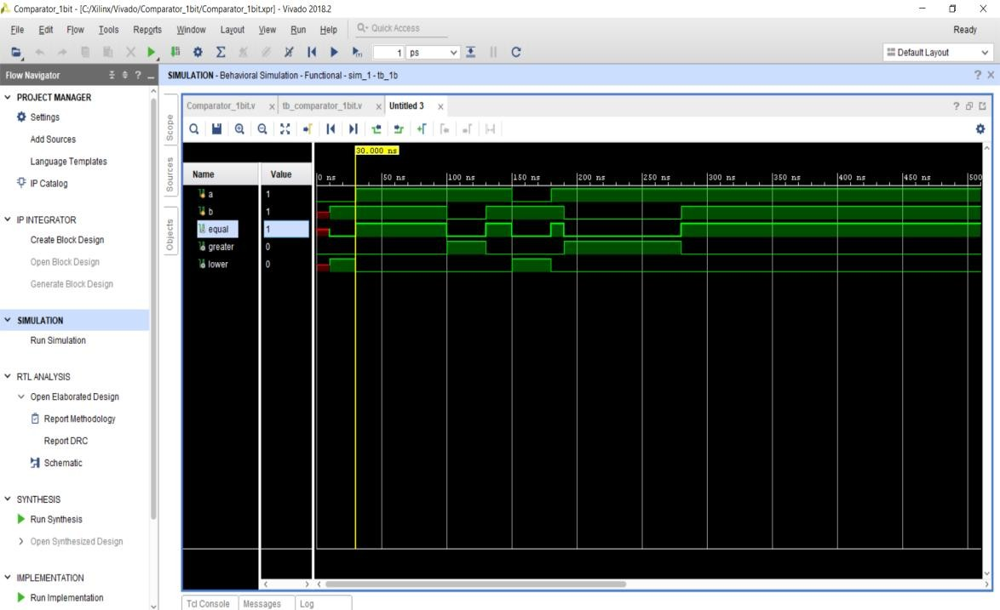 Comparator_1bit - [C:/Xilinx/Vivado/Comparator_1bit/Comparator_1bit.xpr] - Vivado 2018.2
File Edit Flow Tools Reports Window Layout View Run Help Quick Access Ready
1 ps Default Layout
Flow Navigator
SIMULATION - Behavioral Simulation - Functional - sim_1 - tb_1b
PROJECT MANAGER
Settings
Add Sources
Language Templates
IP Catalog
IP INTEGRATOR
Create Block Design
Open Block Design
Generate Block Design
SIMULATION
Run Simulation
RTL ANALYSIS
Open Elaborated Design
Report Methodology
Report DRC
Schematic
SYNTHESIS
Run Synthesis
Open Synthesized Design
IMPLEMENTATION
Run Implementation
Scope
Sources
Objects
Comparator_1bit.v tb_comparator_1bit.v Untitled 3
30.000 ns
Name Value
0 ns 50 ns 100 ns 150 ns 200 ns 250 ns 300 ns 350 ns 400 ns 450 ns 500
a 1
b 1
equal 1
greater 0
lower 0
Tcl Console Messages Log